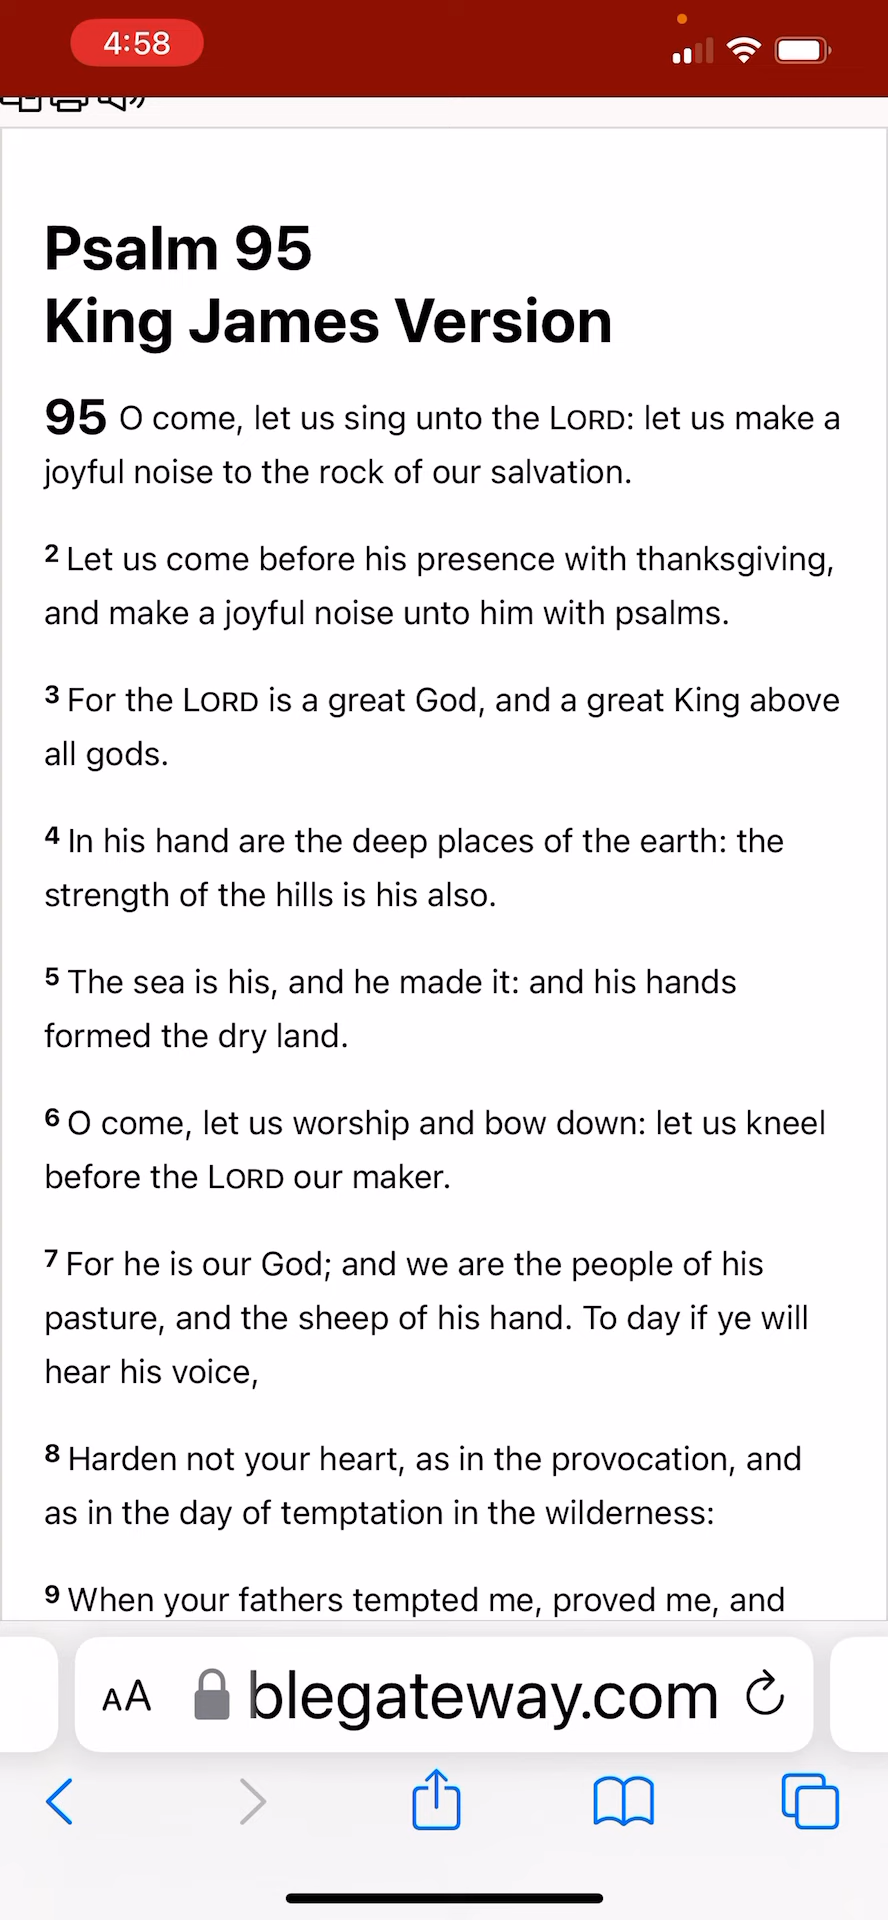 4:58
Psalm 95
King James Version
95 O come, let us sing unto the LORD: let us make a
joyful noise to the rock of our salvation.
2 Let us come before his presence with thanksgiving,
and make a joyful noise unto him with psalms.
3 For the LORD is a great God, and a great King above
all gods.
4 In his hand are the deep places of the earth: the
strength of the hills is his also.
5 The sea is his, and he made it: and his hands
formed the dry land.
6 O come, let us worship and bow down: let us kneel
before the LORD our maker.
7 For he is our God; and we are the people of his
pasture, and the sheep of his hand. To day if ye will
hear his voice,
8 Harden not your heart, as in the provocation, and
as in the day of temptation in the wilderness:
9 When your fathers tempted me, proved me, and
AA blegateway.com